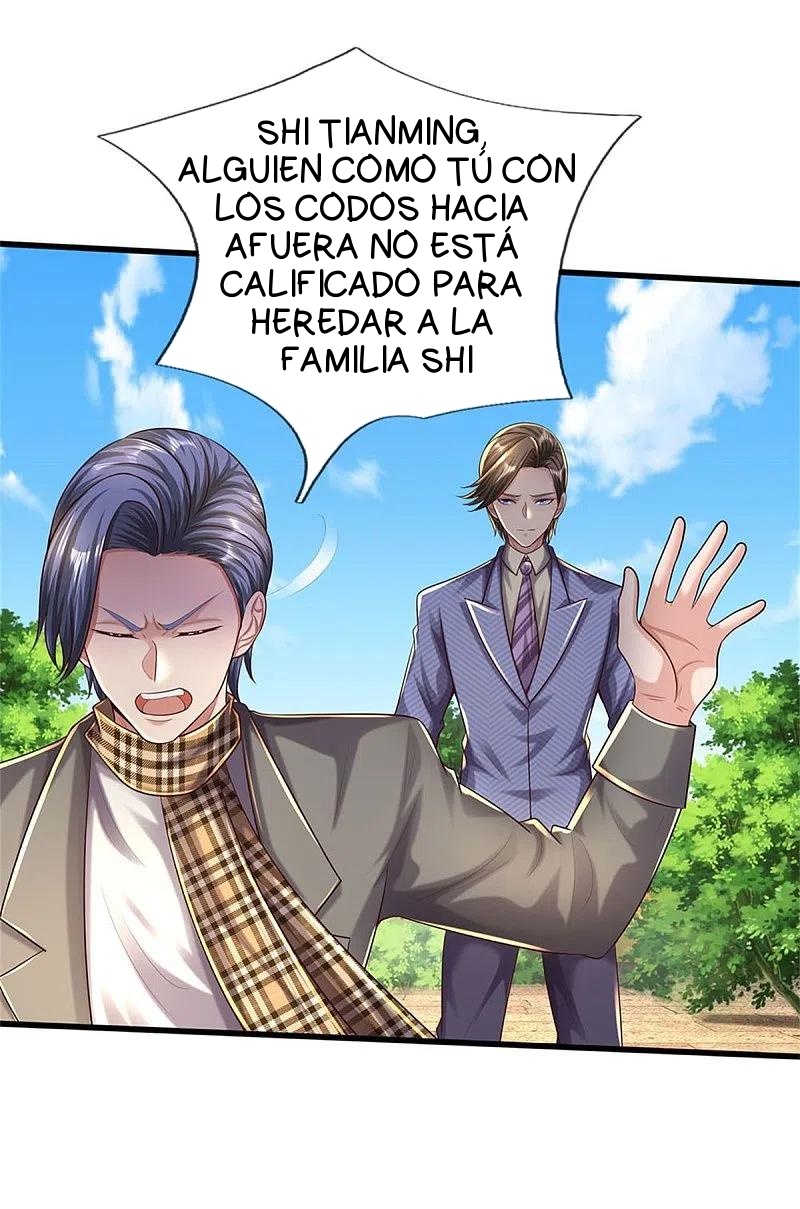 SHI TIANMING,
ALGUIEN COMO TÚ CON
LOS CODOS HACIA
AFUERA NO ESTÁ
CALIFICADO PARA
HEREDAR A LA
FAMILIA SHI